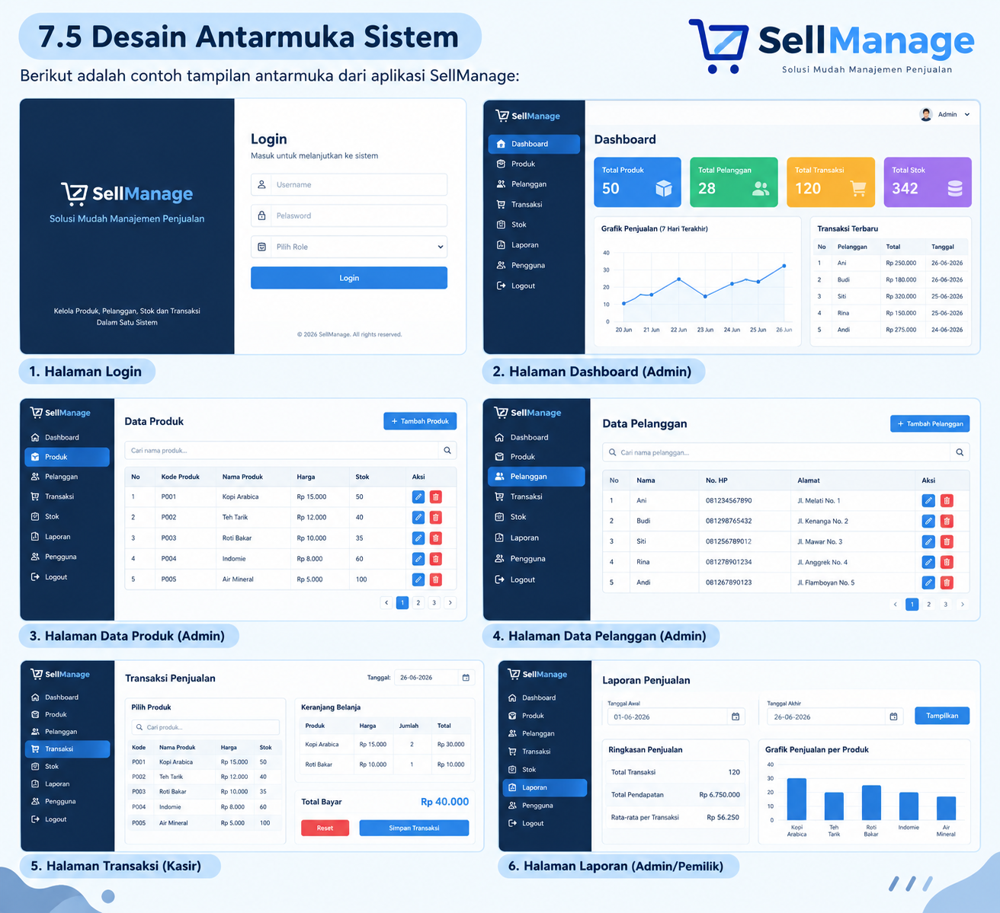 7.5 Desain Antarmuka Sistem
SellManage
Solusi Mudah Manajemen Penjualan
Berikut adalah contoh tampilan antarmuka dari aplikasi SellManage:
SellManage
Solusi Mudah Manajemen Penjualan
Kelola Produk, Pelanggan, Stok dan Transaksi
Dalam Satu Sistem
Login
Masuk untuk melanjutkan ke sistem
Username
Pelasword
Pilih Role
Login
© 2026 SellManage. All rights reserved.
1. Halaman Login
SellManage
Dashboard
Produk
Pelanggan
Transaksi
Stok
Laporan
Pengguna
Logout
Admin
Dashboard
Total Produk
50
Total Pelanggan
28
Total Transaksi
120
Total Stok
342
Grafik Penjualan (7 Hari Terakhir)
40
30
20
10
0
20 Jun 21 Jun 22 Jun 23 Jun 24 Jun 25 Jun 26 Jun
Transaksi Terbaru
No Pelanggan Total Tanggal
1 Ani Rp 250.000 26-06-2026
2 Budi Rp 180.000 26-06-2026
3 Siti Rp 320.000 25-06-2026
4 Rina Rp 150.000 25-06-2026
5 Andi Rp 275.000 24-06-2026
2. Halaman Dashboard (Admin)
SellManage
Dashboard
Produk
Pelanggan
Transaksi
Stok
Laporan
Pengguna
Logout
Data Produk
+ Tambah Produk
Cari nama produk...
No Kode Produk Nama Produk Harga Stok Aksi
1 P001 Kopi Arabica Rp 15.000 50
2 P002 Teh Tarik Rp 12.000 40
3 P003 Roti Bakar Rp 10.000 35
4 P004 Indomie Rp 8.000 60
5 P005 Air Mineral Rp 5.000 100
< 1 2 3 >
3. Halaman Data Produk (Admin)
SellManage
Dashboard
Produk
Pelanggan
Transaksi
Stok
Laporan
Pengguna
Logout
Data Pelanggan
+ Tambah Pelanggan
Cari nama pelanggan...
No Nama No. HP Alamat Aksi
1 Ani 081234567890 Jl. Melati No. 1
2 Budi 081298765432 Jl. Kenanga No. 2
3 Siti 081256789012 Jl. Mawar No. 3
4 Rina 081278901234 Jl. Anggrek No. 4
5 Andi 081267890123 Jl. Flamboyan No. 5
< 1 2 3 >
4. Halaman Data Pelanggan (Admin)
SellManage
Dashboard
Produk
Pelanggan
Transaksi
Stok
Laporan
Pengguna
Logout
Transaksi Penjualan
Tanggal: 26-06-2026
Pilih Produk
Cari produk...
Kode Nama Produk Harga Stok
P001 Kopi Arabica Rp 15.000 50
P002 Teh Tarik Rp 12.000 40
P003 Roti Bakar Rp 10.000 35
P004 Indomie Rp 8.000 60
P005 Air Mineral Rp 5.000 100
Keranjang Belanja
Produk Harga Jumlah Total
Kopi Arabica Rp 15.000 2 Rp 30.000
Roti Bakar Rp 10.000 1 Rp 10.000
Total Bayar Rp 40.000
Reset
Simpan Transaksi
5. Halaman Transaksi (Kasir)
SellManage
Dashboard
Produk
Pelanggan
Transaksi
Stok
Laporan
Pengguna
Logout
Laporan Penjualan
Tanggal Awal
01-06-2026
Tanggal Akhir
26-06-2026
Tampilkan
Ringkasan Penjualan
Total Transaksi 120
Total Pendapatan Rp 6.750.000
Rata-rata per Transaksi Rp 56.2S0
Grafik Penjualan per Produk
40
30
20
10
0
Kopi Arabica
Teh Tank
Roti Bakar
Indomie
Air Mineral
6. Halaman Laporan (Admin/Pemilik)